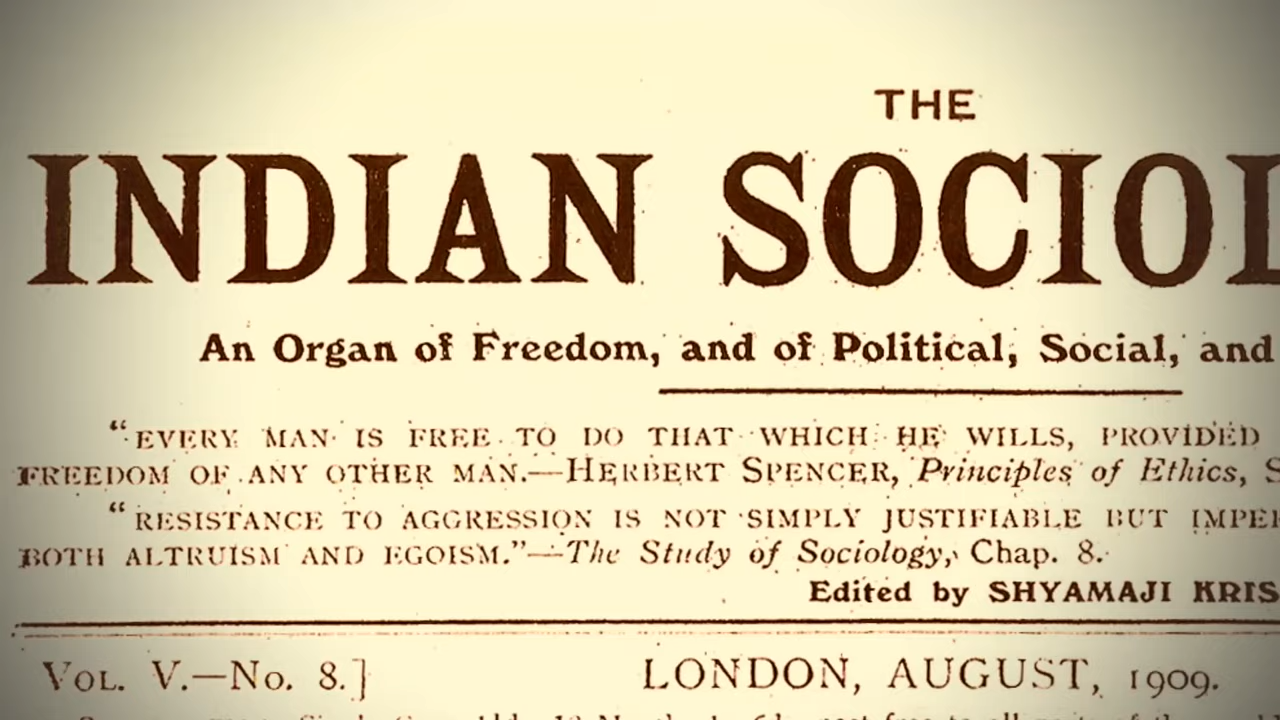 THE
INDIAN SOCIOL
An Organ of Freedom, and of Political, Social, and
“EVERY MAN IS FREE TO DO THAT WHICH HE WILLS, PROVIDED
FREEDOM OF ANY OTHER MAN.—HERBERT SPENCER, Principles of Ethics, S
“RESISTANCE TO AGGRESSION IS NOT SIMPLY JUSTIFIABLE BUT IMPER
BOTH ALTRUISM AND EGOISM.”—The Study of Sociology, Chap. 8.
Edited by SHYAMAJI KRIS
VOL. V.—No. 8.]
LONDON, AUGUST, 1909.